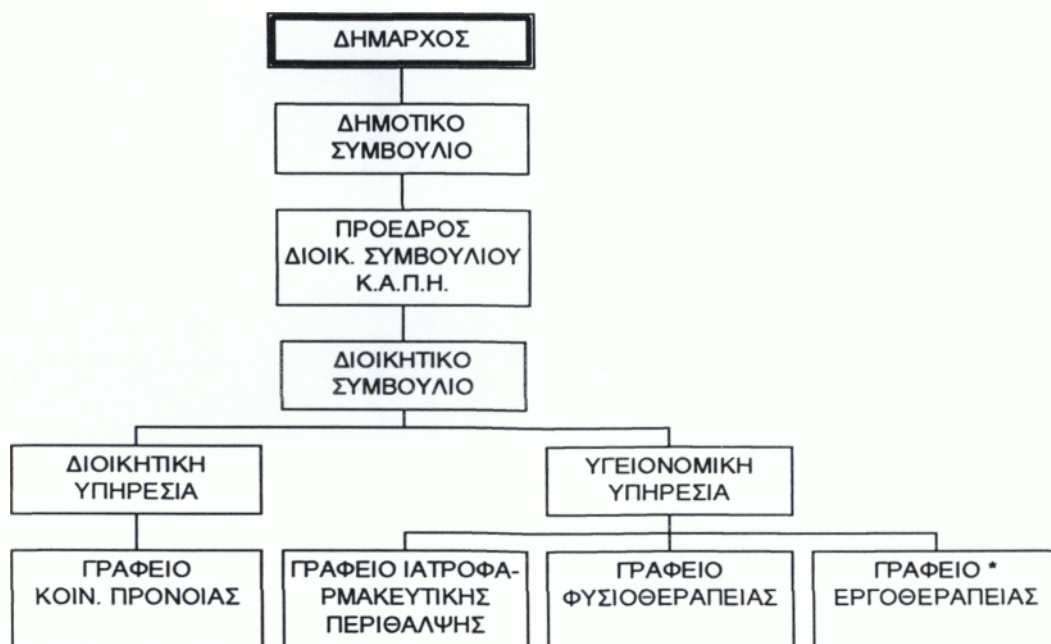 ΔΗΜΑΡΧΟΣ
ΔΗΜΟΤΙΚΟ
ΣΥΜΒΟΥΛΙΟ
ΠΡΟΕΔΡΟΣ
ΔΙΟΙΚ. ΣΥΜΒΟΥΛΙΟΥ
Κ.Α.Π.Η.
ΔΙΟΙΚΗΤΙΚΟ
ΣΥΜΒΟΥΛΙΟ
ΔΙΟΙΚΗΤΙΚΗ
ΥΠΗΡΕΣΙΑ
ΥΓΕΙΟΝΟΜΙΚΗ
ΥΠΗΡΕΣΙΑ
ΓΡΑΦΕΙΟ
ΚΟΙΝ. ΠΡΟΝΟΙΑΣ
ΓΡΑΦΕΙΟ ΙΑΤΡΟΦΑ-
ΡΜΑΚΕΥΤΙΚΗΣ
ΠΕΡΙΘΑΛΨΗΣ
ΓΡΑΦΕΙΟ
ΦΥΣΙΟΘΕΡΑΠΕΙΑΣ
ΓΡΑΦΕΙΟ *
ΕΡΓΟΘΕΡΑΠΕΙΑΣ